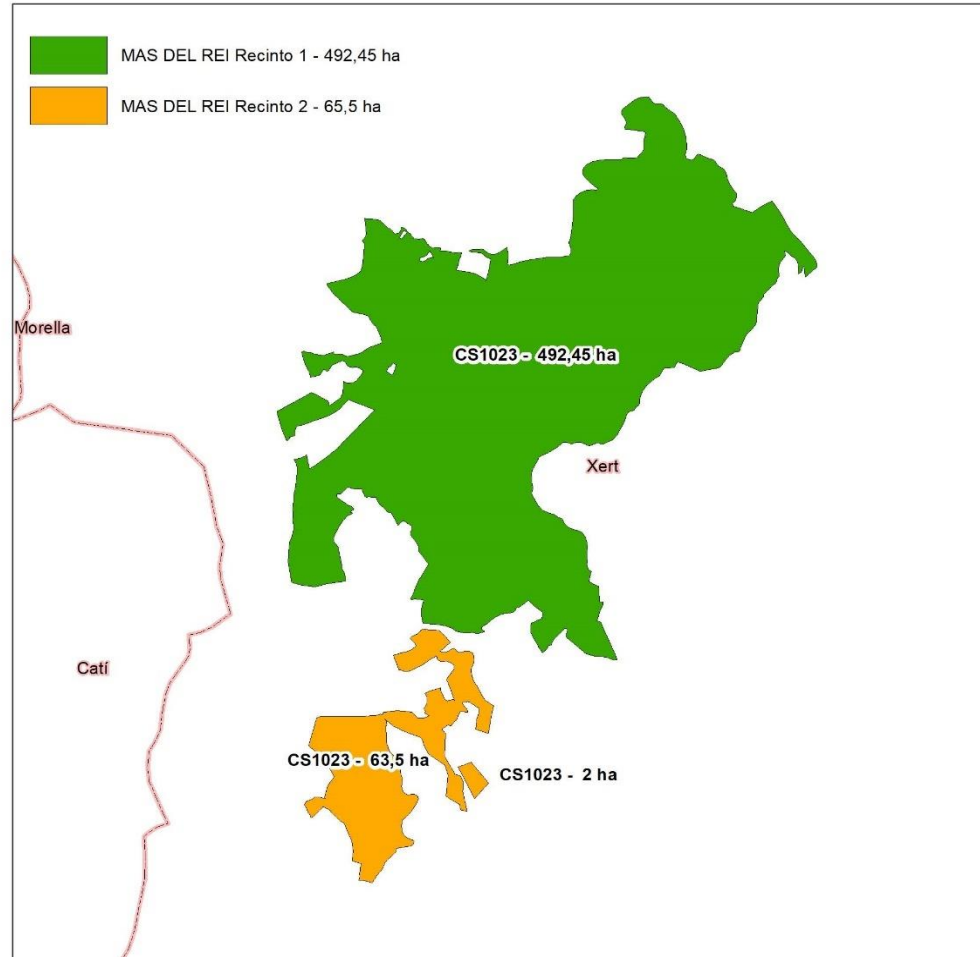 MAS DEL REI Recinto 1 - 492,45 ha
MAS DEL REI Recinto 2 - 65,5 ha
Morella
CS1023 - 492,45 ha
Xert
Catí
CS1023 - 63,5 ha
CS1023 - 2 ha